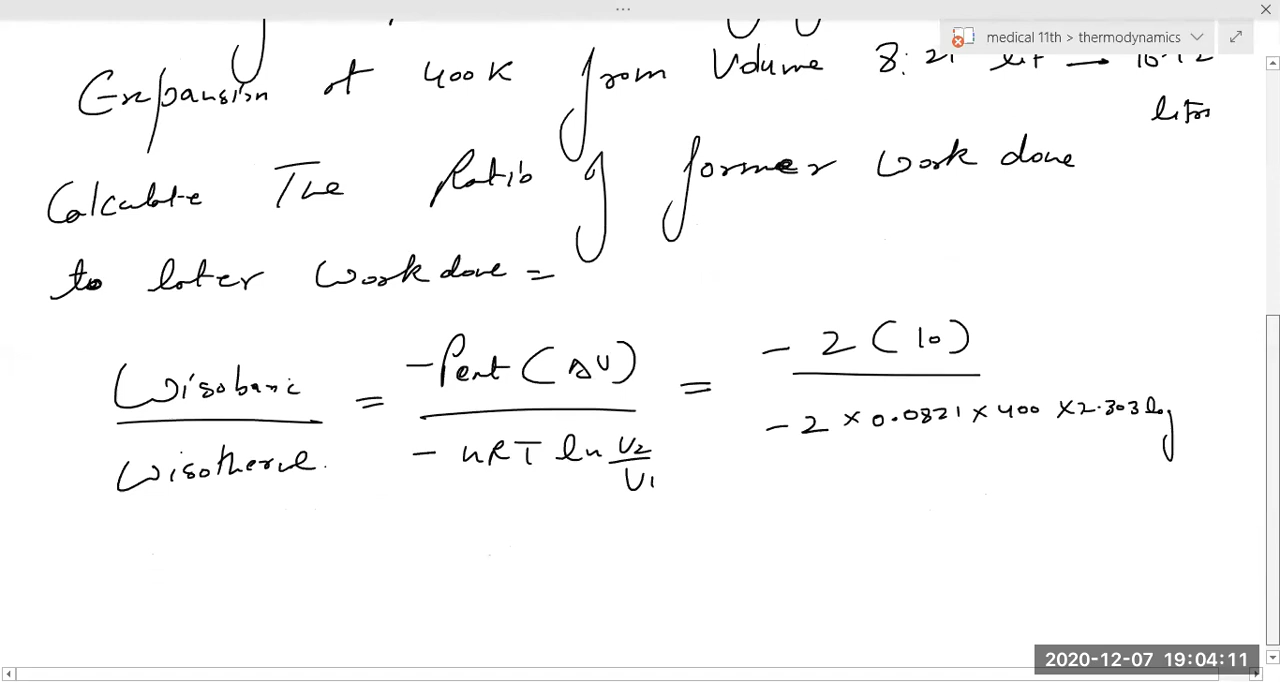 medical 11th > thermodynamics
Expansion at 400K from Volume 8.21 lit → 16.42
litrs
Calculate The Ratio of former work done
to later work done =
Wisobaric / Wisothermal = -Pext (ΔV) / - nRT ln V2/V1 = - 2 (10) / - 2 × 0.0821 × 400 × 2.303 log
2020-12-07 19:04:11